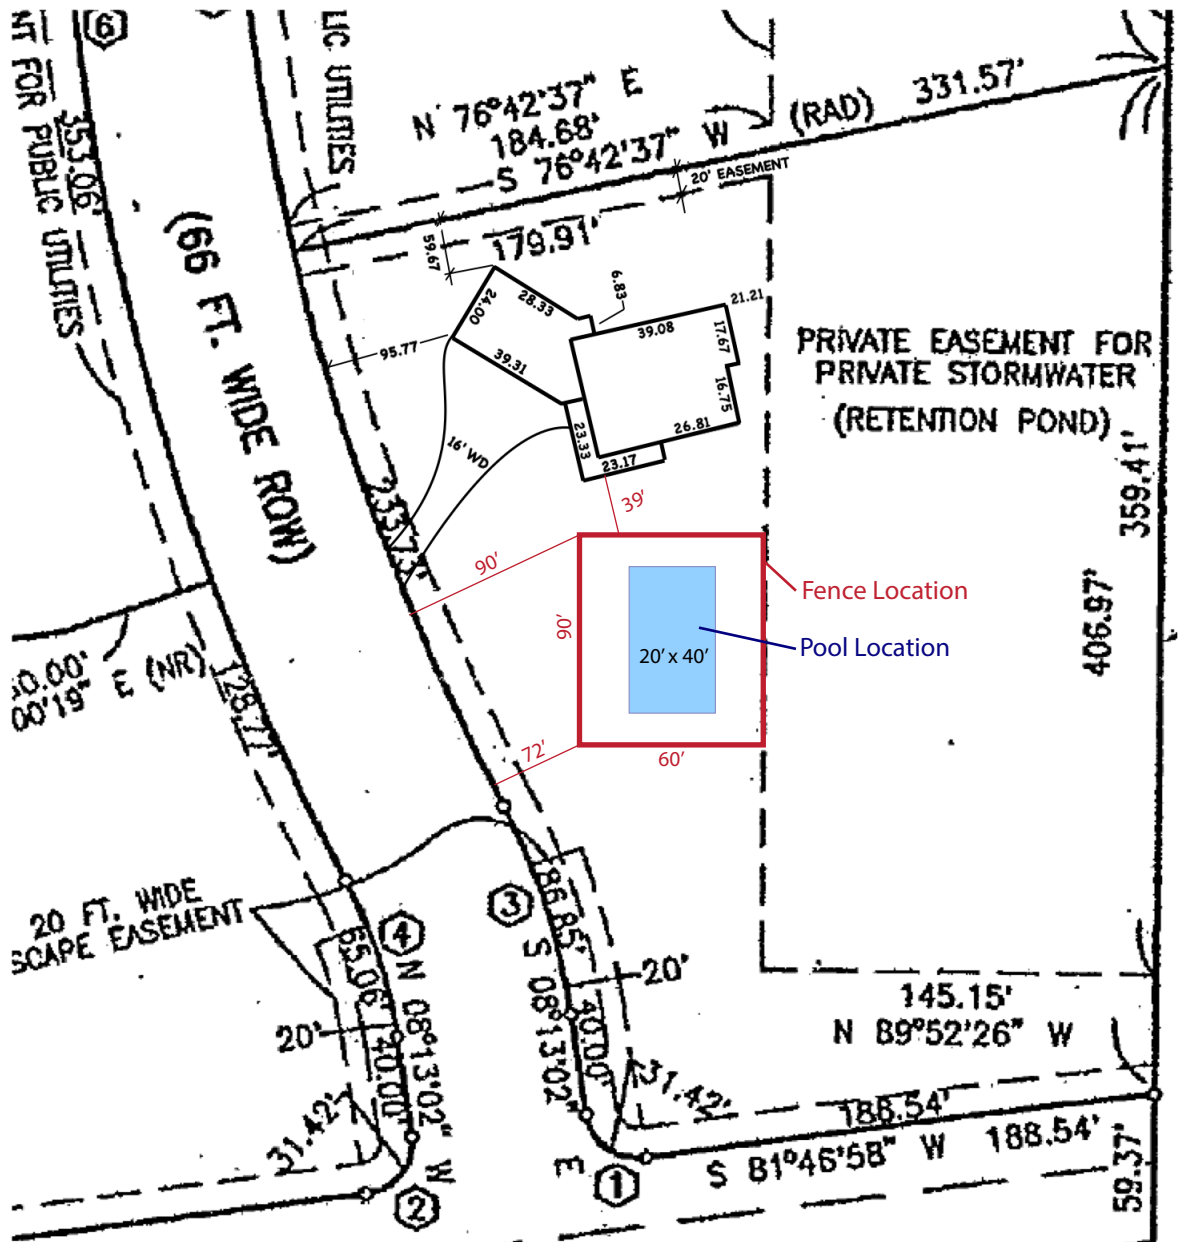 6
LIC UTILITIES
NT FOR PUBLIC UTILITIES
353.06'
N 76°42'37" E
184.68'
S 76°42'37" W
(RAD)
331.57'
20' EASEMENT
179.91'
(66 FT. WIDE ROW)
59.67
28.33
24.00
6.83
21.21
39.08
17.67
95.77
39.31
16.75
23.33
26.81
16' WD
23.17
PRIVATE EASEMENT FOR
PRIVATE STORMWATER
(RETENTION POND)
359.41'
406.97'
233.73'
39'
90'
90'
Fence Location
Pool Location
20' x 40'
72'
60'
00'19" E (NR)
128.77'
20 FT. WIDE
SCAPE EASEMENT
3
86.85'
4
65.06'
S 08°13'02" E
N 08°13'02" W
20'
20'
40.00'
40.00'
145.15'
N 89°52'26" W
31.42'
31.42'
188.54'
S 81°46'58" W 188.54'
59.37'
1
2